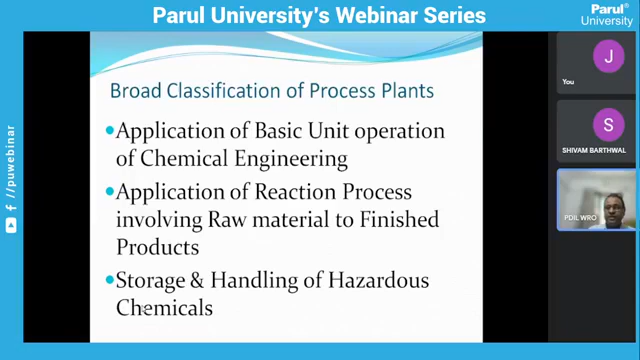 Parul University's Webinar Series
Parul®
University
Broad Classification of Process Plants
Application of Basic Unit operation
of Chemical Engineering
Application of Reaction Process
involving Raw material to Finished
Products
Storage & Handling of Hazardous
Chemicals
J
You
S
SHIVAM BARTHWAL
PDIL WRO
//puwebinar